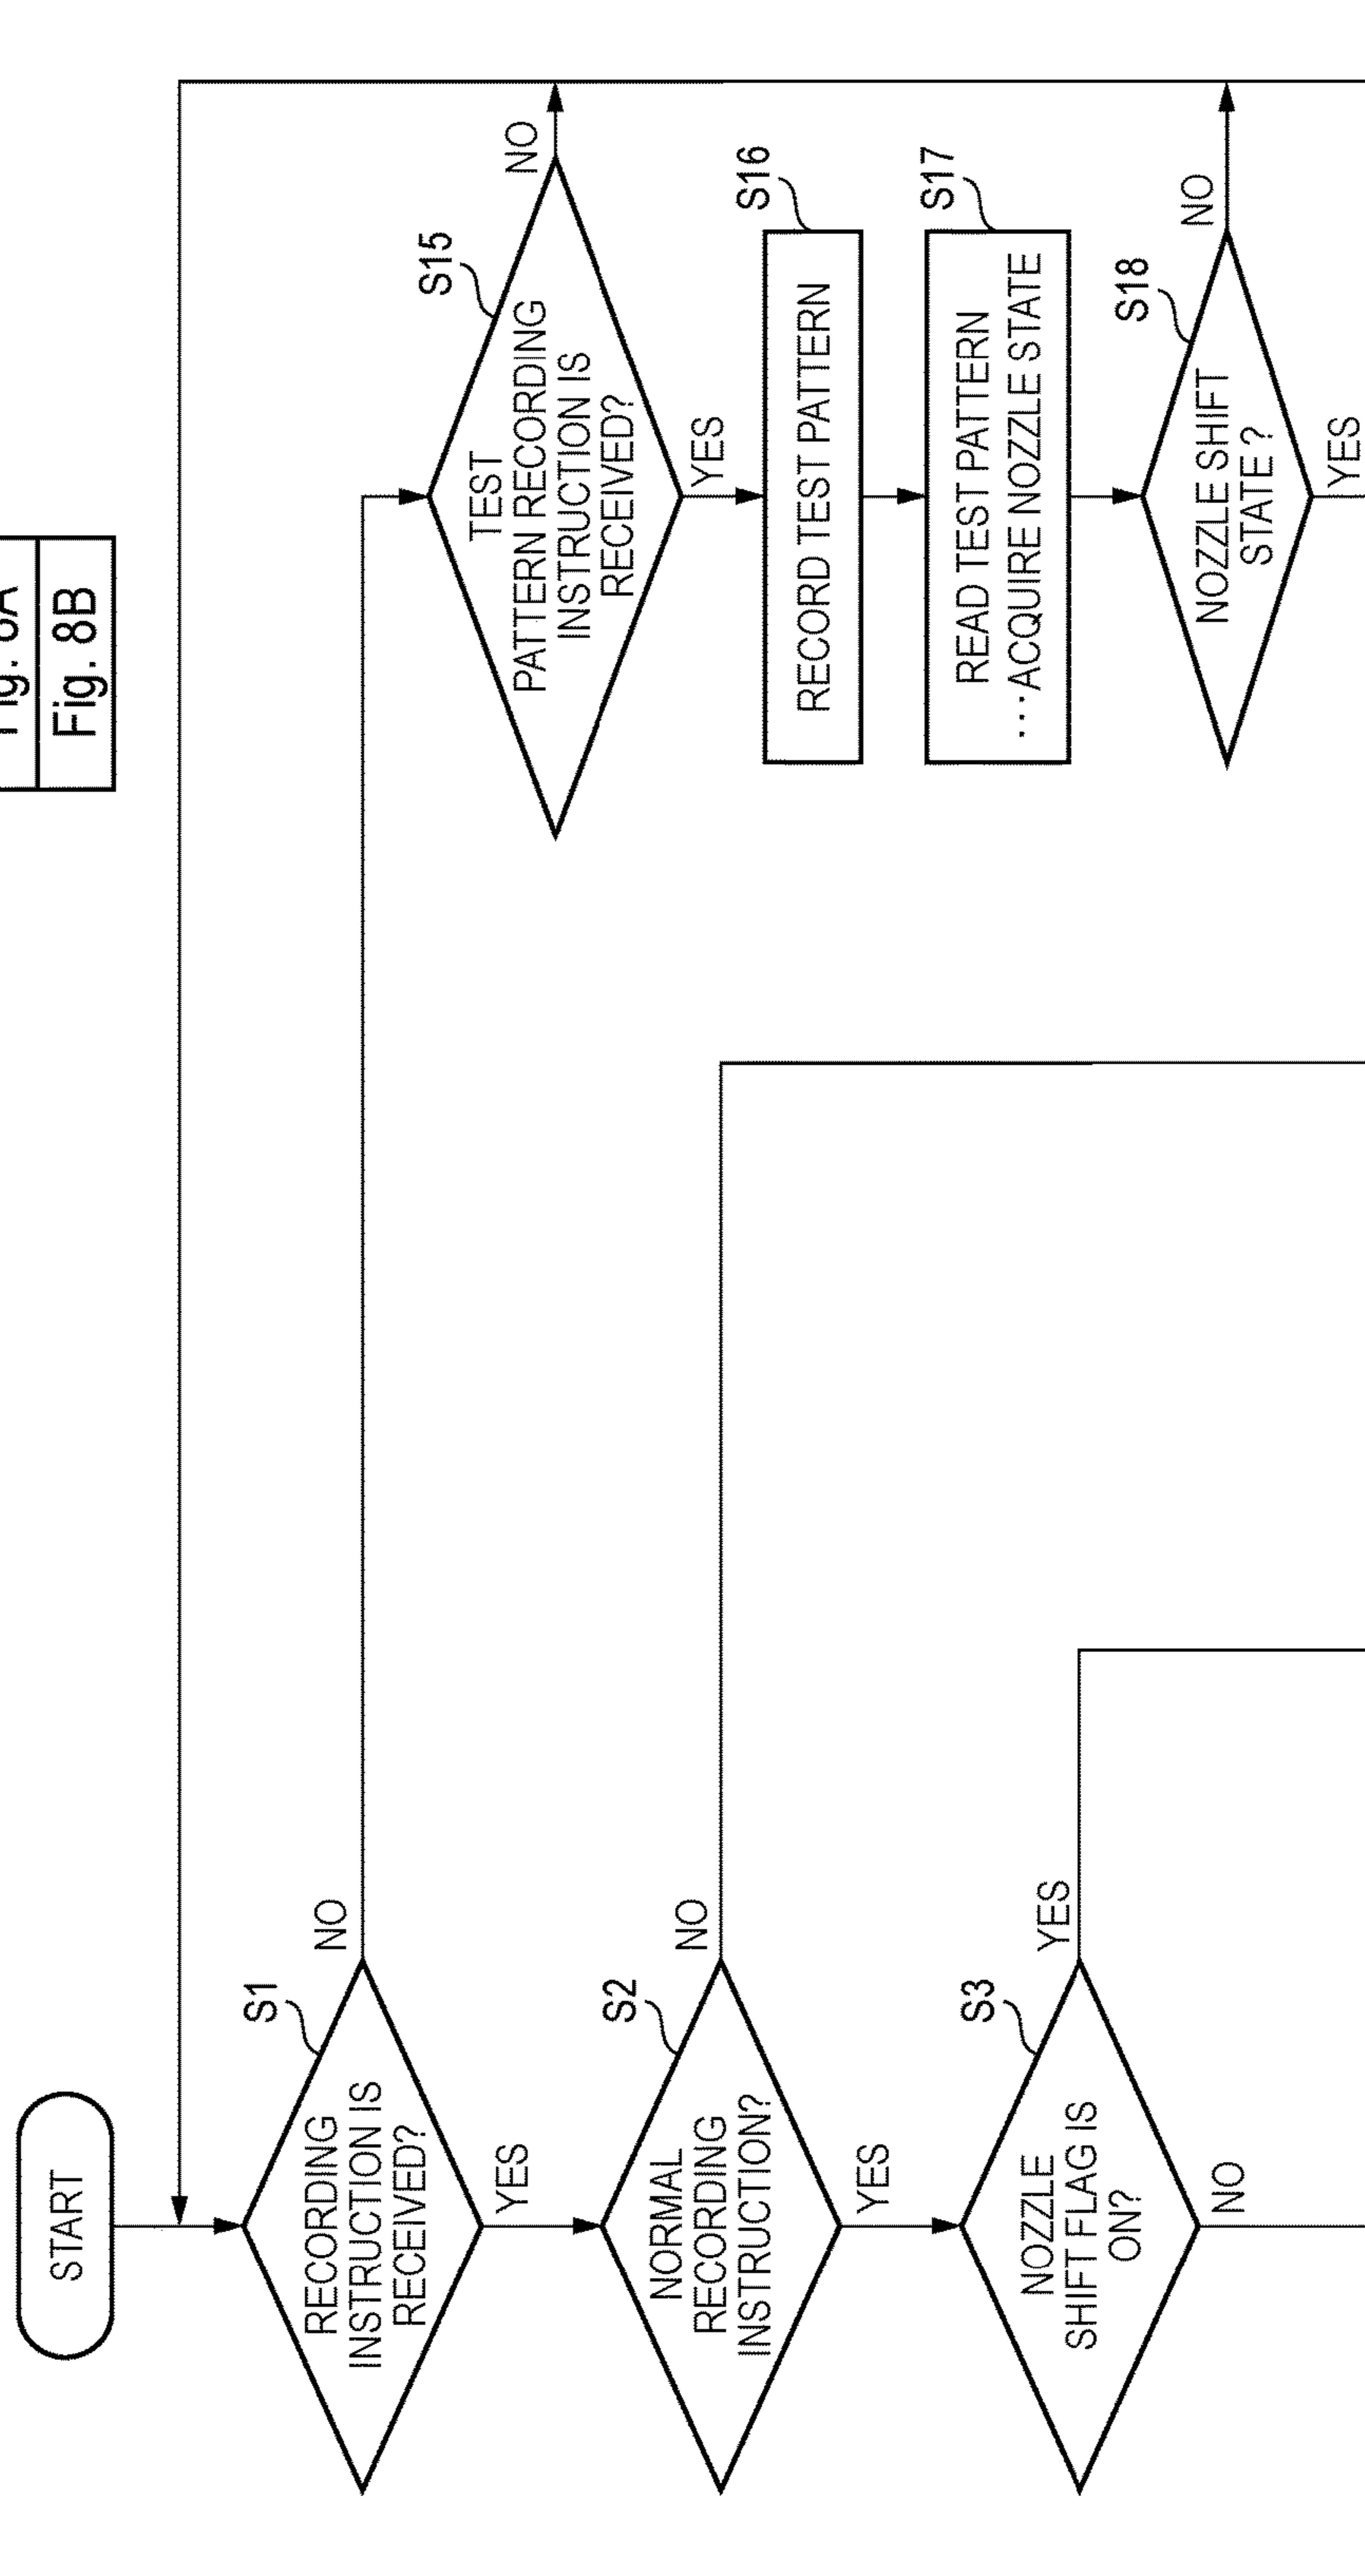 Fig. 8B
START
S1
RECORDING
INSTRUCTION IS
RECEIVED?
NO
YES
S2
NORMAL
RECORDING
INSTRUCTION?
NO
YES
S3
NOZZLE
SHIFT FLAG IS
ON?
YES
NO
S15
TEST
PATTERN RECORDING
INSTRUCTION IS
RECEIVED?
NO
YES
S16
RECORD TEST PATTERN
S17
READ TEST PATTERN
···ACQUIRE NOZZLE STATE
S18
NOZZLE SHIFT
STATE ?
NO
YES